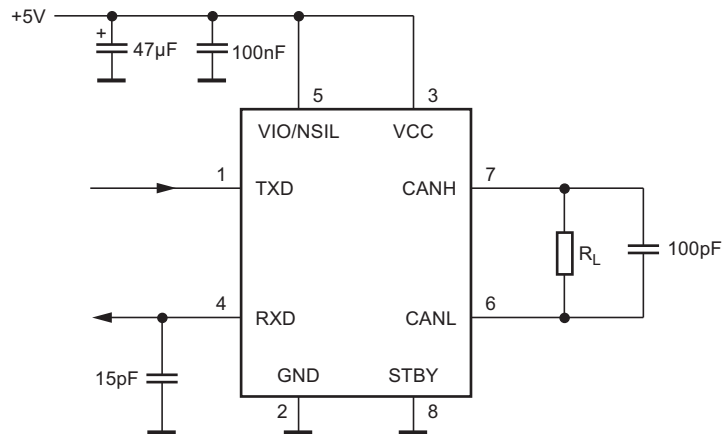 +5V
+
47µF
100nF
5
3
VIO/NSIL
VCC
1
TXD
CANH
7
R_L
100pF
4
RXD
CANL
6
15pF
GND
STBY
2
8